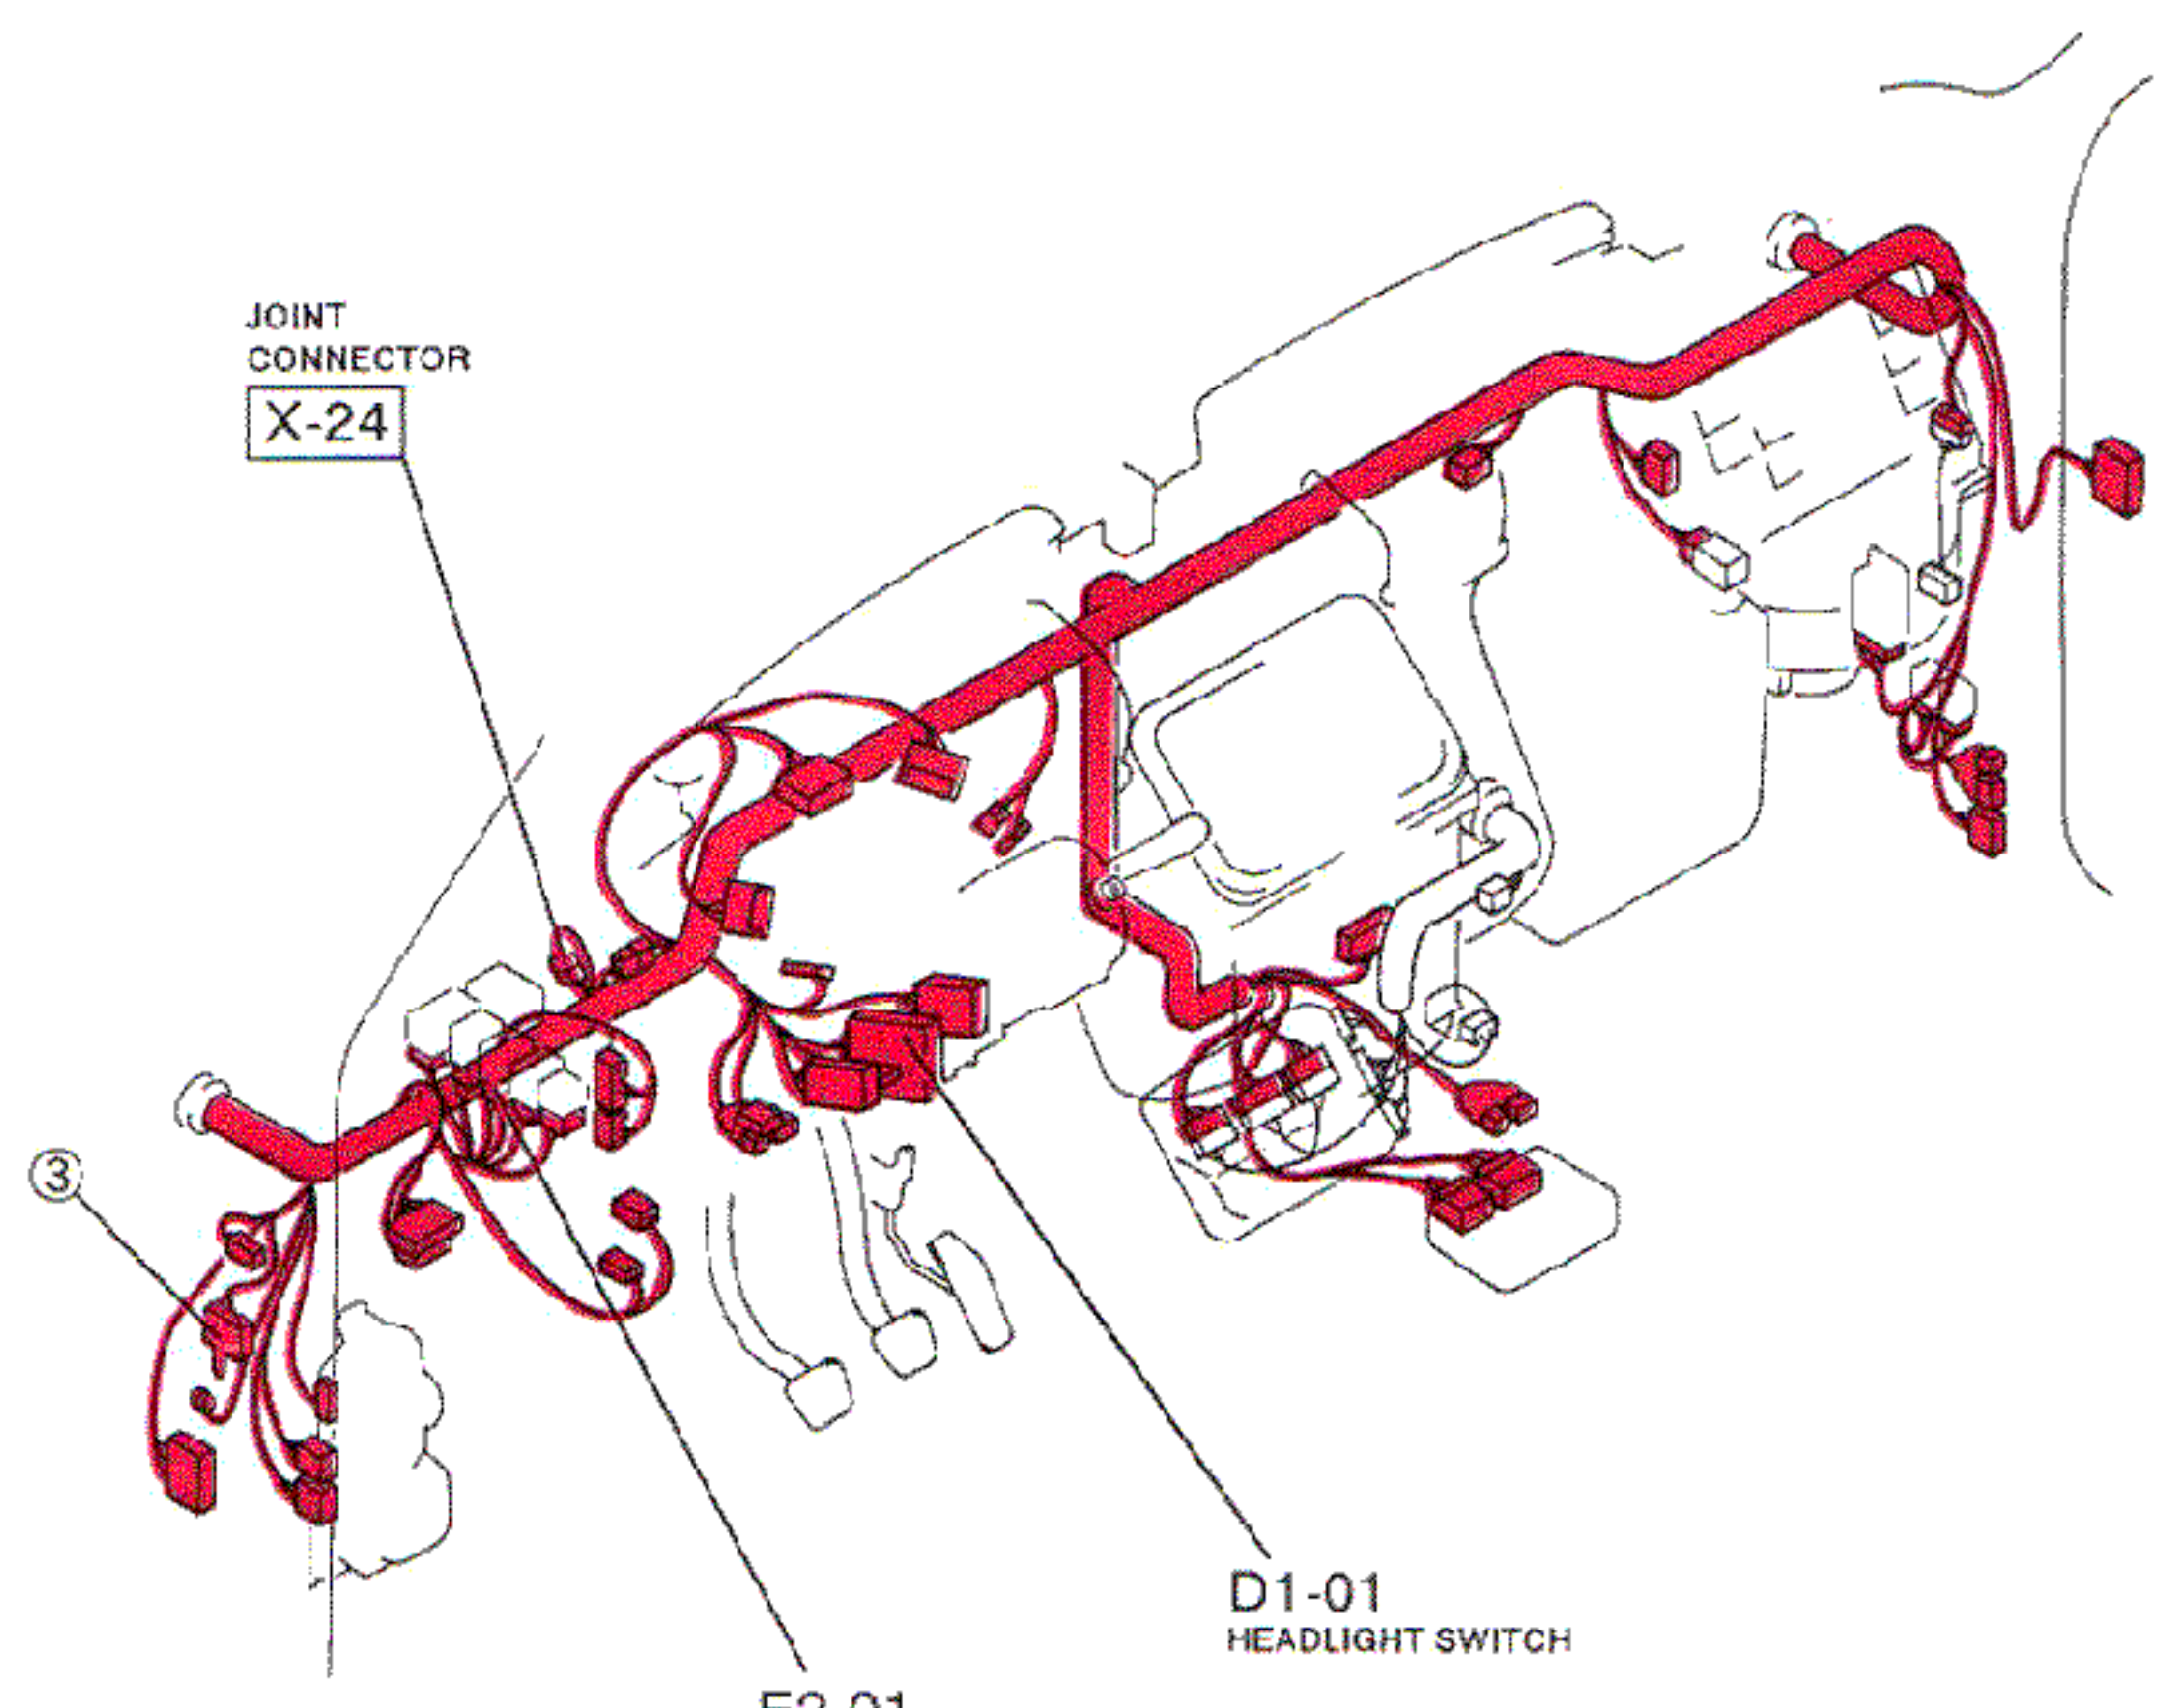 JOINT
CONNECTOR
X-24
3
D1-01
HEADLIGHT SWITCH